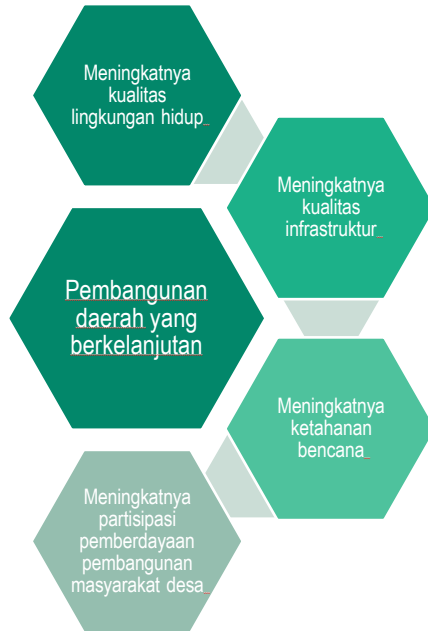 Meningkatnya
kualitas
lingkungan hidup
Meningkatnya
kualitas
infrastruktur
Pembangunan
daerah yang
berkelanjutan
Meningkatnya
ketahanan
bencana
Meningkatnya
partisipasi
pemberdayaan
pembangunan
masyarakat desa